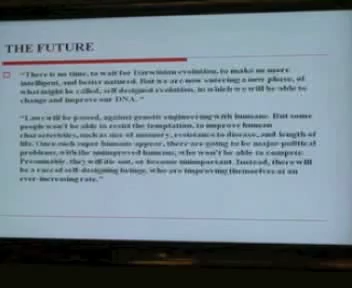 THE FUTURE
"There is no time, to wait for Darwinian evolution, to make us more
intelligent, and better natured. But we are now entering a new phase, of
what might be called, self designed evolution, in which we will be able to
change and improve our DNA. "
"Laws will be passed, against genetic engineering with humans. But some
people won't be able to resist the temptation, to improve human
characteristics, such as size of memory, resistance to disease, and length of
life. Once such super humans appear, there are going to be major political
problems, with the unimproved humans, who won't be able to compete.
Presumably, they will die out, or become unimportant. Instead, there will
be a race of self-designing beings, who are improving themselves at an
ever-increasing rate."